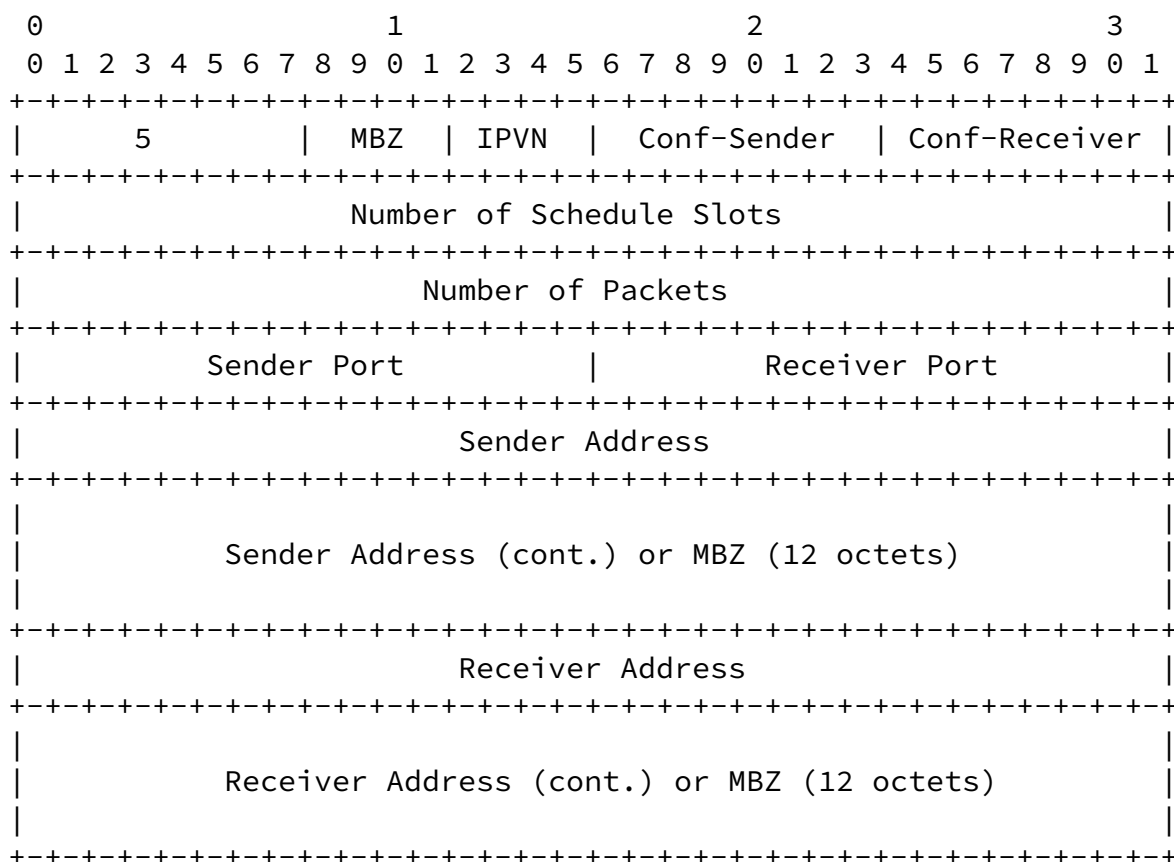 0                   1                   2                   3
 0 1 2 3 4 5 6 7 8 9 0 1 2 3 4 5 6 7 8 9 0 1 2 3 4 5 6 7 8 9 0 1
+-+-+-+-+-+-+-+-+-+-+-+-+-+-+-+-+-+-+-+-+-+-+-+-+-+-+-+-+-+-+-+-+
|      5        |  MBZ  | IPVN  |  Conf-Sender  | Conf-Receiver |
+-+-+-+-+-+-+-+-+-+-+-+-+-+-+-+-+-+-+-+-+-+-+-+-+-+-+-+-+-+-+-+-+
|                  Number of Schedule Slots                     |
+-+-+-+-+-+-+-+-+-+-+-+-+-+-+-+-+-+-+-+-+-+-+-+-+-+-+-+-+-+-+-+-+
|                      Number of Packets                        |
+-+-+-+-+-+-+-+-+-+-+-+-+-+-+-+-+-+-+-+-+-+-+-+-+-+-+-+-+-+-+-+-+
|          Sender Port          |         Receiver Port         |
+-+-+-+-+-+-+-+-+-+-+-+-+-+-+-+-+-+-+-+-+-+-+-+-+-+-+-+-+-+-+-+-+
|                        Sender Address                         |
+-+-+-+-+-+-+-+-+-+-+-+-+-+-+-+-+-+-+-+-+-+-+-+-+-+-+-+-+-+-+-+-+
|                                                               |
|           Sender Address (cont.) or MBZ (12 octets)           |
|                                                               |
+-+-+-+-+-+-+-+-+-+-+-+-+-+-+-+-+-+-+-+-+-+-+-+-+-+-+-+-+-+-+-+-+
|                        Receiver Address                       |
+-+-+-+-+-+-+-+-+-+-+-+-+-+-+-+-+-+-+-+-+-+-+-+-+-+-+-+-+-+-+-+-+
|                                                               |
|           Receiver Address (cont.) or MBZ (12 octets)         |
|                                                               |
+-+-+-+-+-+-+-+-+-+-+-+-+-+-+-+-+-+-+-+-+-+-+-+-+-+-+-+-+-+-+-+-+